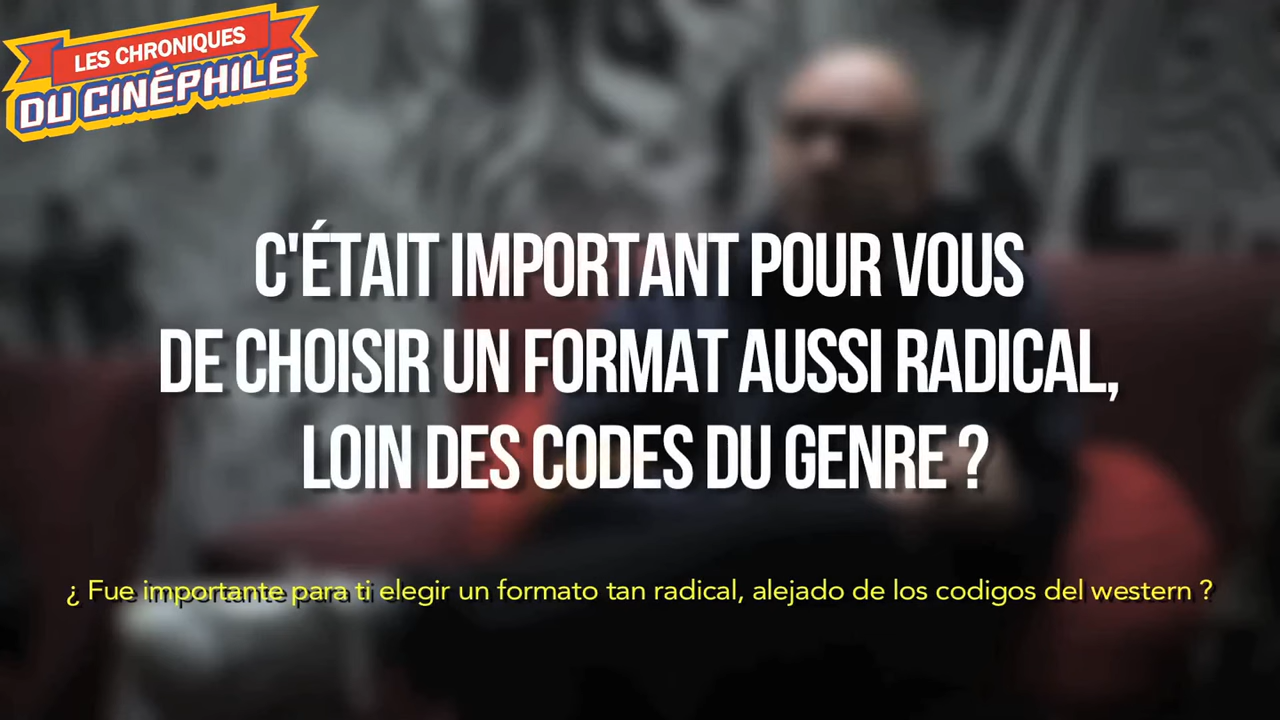 LES CHRONIQUES
DU CINÉPHILE
C'ÉTAIT IMPORTANT POUR VOUS
DE CHOISIR UN FORMAT AUSSI RADICAL,
LOIN DES CODES DU GENRE ?
¿ Fue importante para ti elegir un formato tan radical, alejado de los codigos del western ?